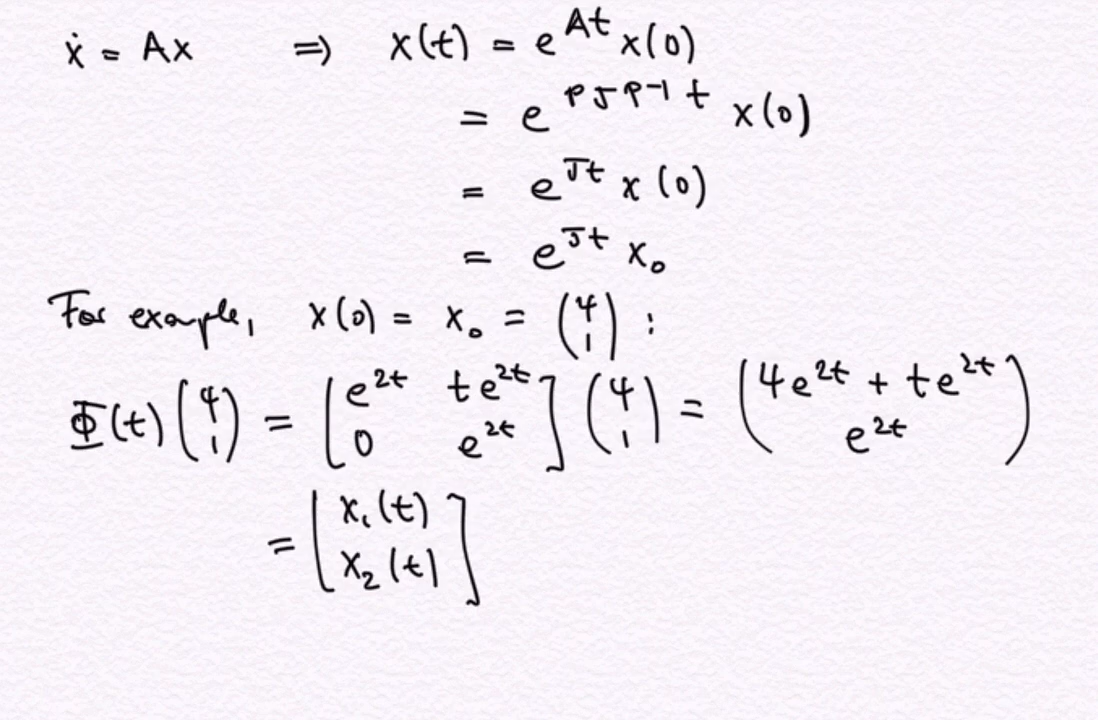 ẋ = Ax ⇒ x(t) = e^{At} x(0)
= e^{PJP^{-1}t} x(0)
= e^{Jt} x(0)
= e^{Jt} x₀
For example, x(0) = x₀ = (4 1) :
Φ(t) (4 1) = [e^{2t} te^{2t} 0 e^{2t}] (4 1) = (4e^{2t} + te^{2t} e^{2t})
= [x₁(t) x₂(t)]